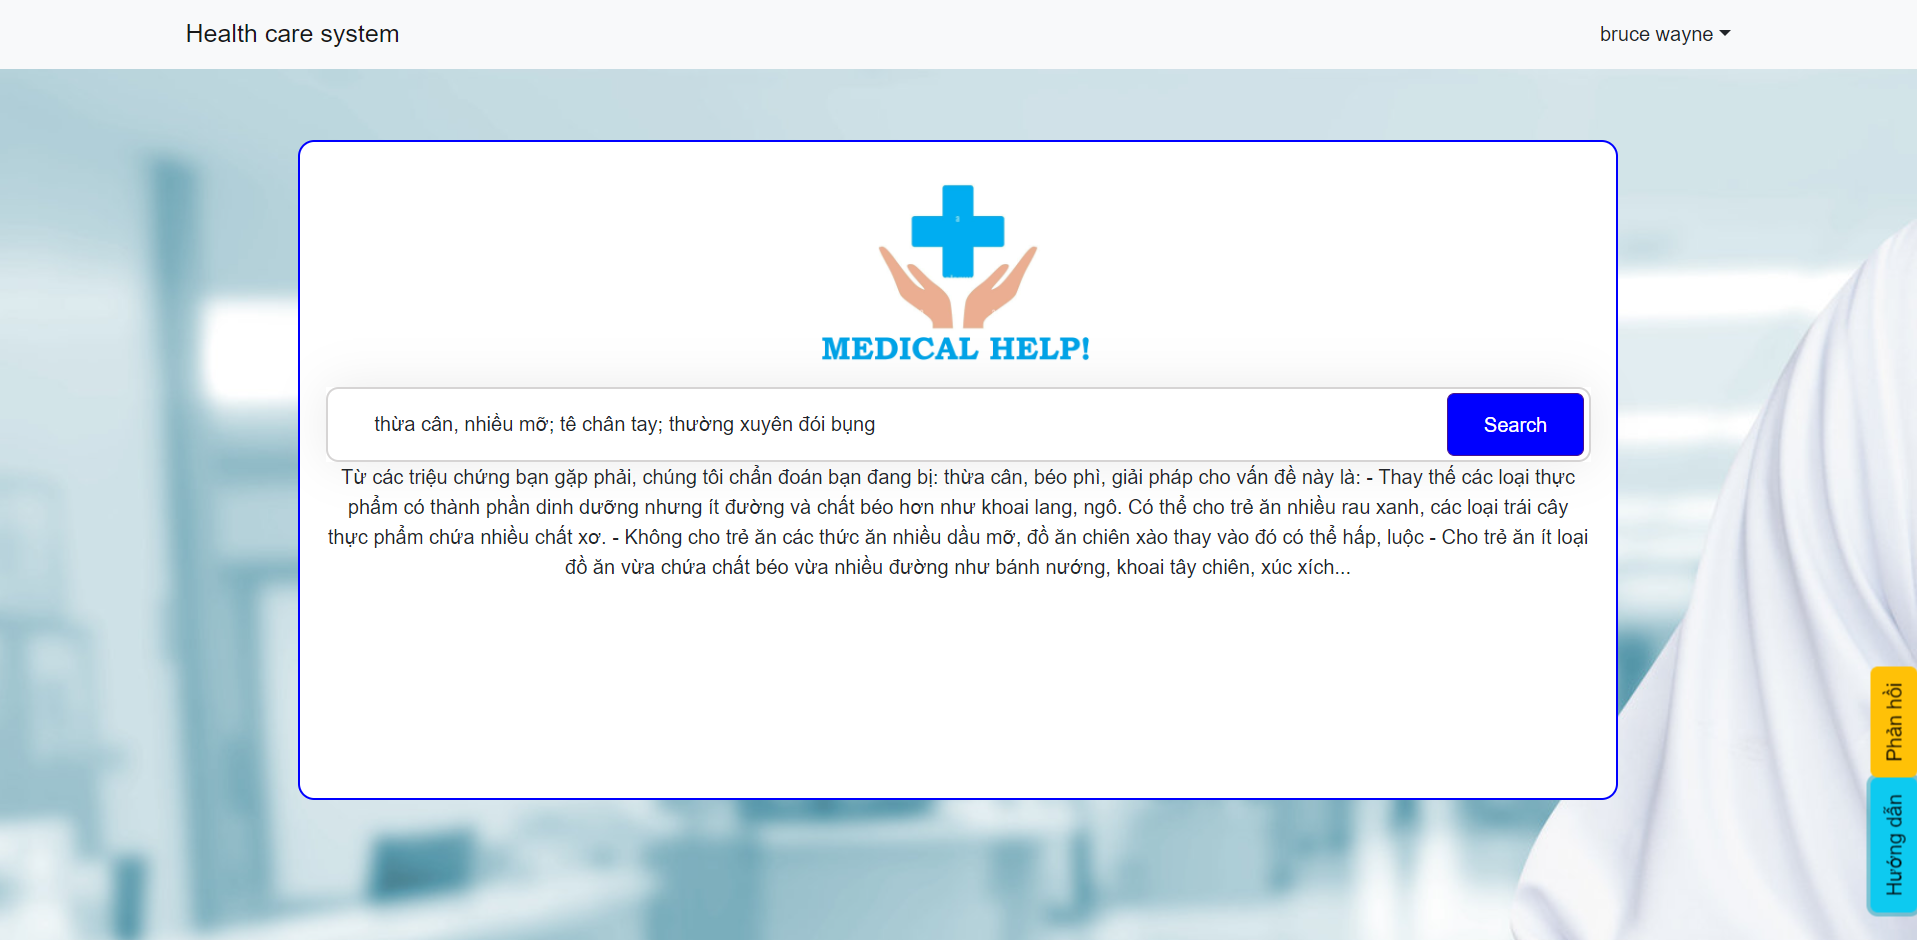 Health care system
bruce wayne
MEDICAL HELP!
thừa cân, nhiều mỡ; tê chân tay; thường xuyên đói bụng
Search
Từ các triệu chứng bạn gặp phải, chúng tôi chẩn đoán bạn đang bị: thừa cân, béo phì, giải pháp cho vấn đề này là: - Thay thế các loại thực
phẩm có thành phần dinh dưỡng nhưng ít đường và chất béo hơn như khoai lang, ngô. Có thể cho trẻ ăn nhiều rau xanh, các loại trái cây
thực phẩm chứa nhiều chất xơ. - Không cho trẻ ăn các thức ăn nhiều dầu mỡ, đồ ăn chiên xào thay vào đó có thể hấp, luộc - Cho trẻ ăn ít loại
đồ ăn vừa chứa chất béo vừa nhiều đường như bánh nướng, khoai tây chiên, xúc xích...
Phản hồi
Hướng dẫn